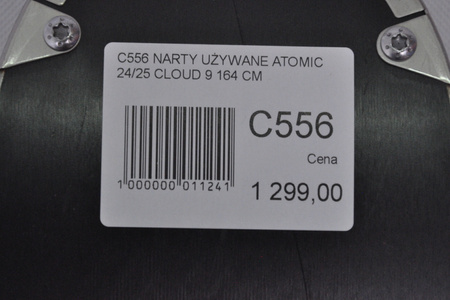 C556 NARTY UŻYWANE ATOMIC
24/25 CLOUD 9 164 CM
C556
Cena
1 299,00
1 000000 011241